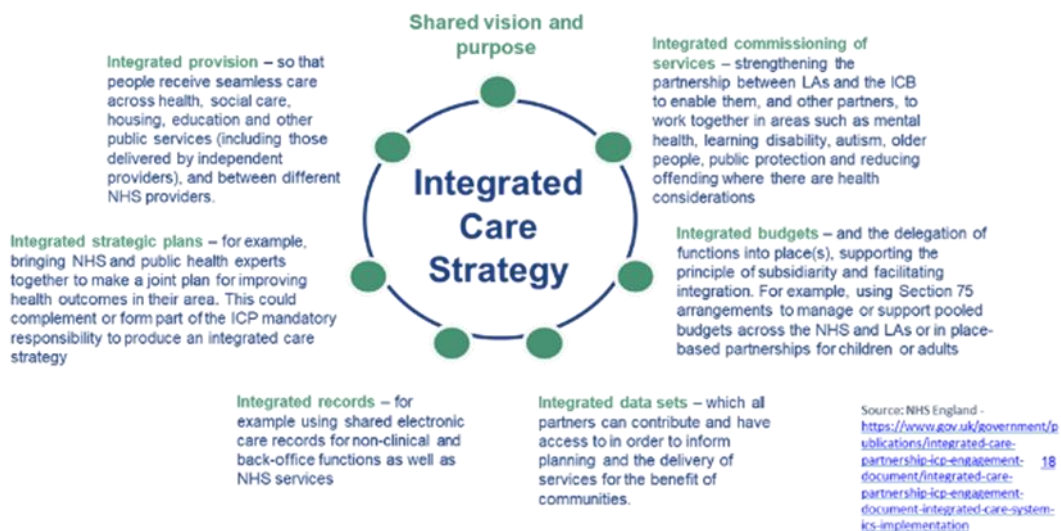 Shared vision and
purpose
Integrated provision – so that
people receive seamless care
across health, social care,
housing, education and other
public services (including those
delivered by independent
providers), and between different
NHS providers.
Integrated commissioning of
services – strengthening the
partnership between LAs and the ICB
to enable them, and other partners, to
work together in areas such as mental
health, learning disability, autism, older
people, public protection and reducing
offending where there are health
considerations
Integrated
Care
Strategy
Integrated strategic plans – for example,
bringing NHS and public health experts
together to make a joint plan for improving
health outcomes in their area. This could
complement or form part of the ICP mandatory
responsibility to produce an integrated care
strategy
Integrated budgets – and the delegation of
functions into place(s), supporting the
principle of subsidiarity and facilitating
integration. For example, using Section 75
arrangements to manage or support pooled
budgets across the NHS and LAs or in place-
based partnerships for children or adults
Integrated records – for
example using shared electronic
care records for non-clinical and
back-office functions as well as
NHS services
Integrated data sets – which all
partners can contribute and have
access to in order to inform
planning and the delivery of
services for the benefit of
communities.
Source: NHS England -
https://www.gov.uk/government/p
ublications/integrated-care-
partnership-icp-engagement-
document/integrated-care-
partnership-icp-engagement-
document-integrated-care-system-
ics-implementation
18